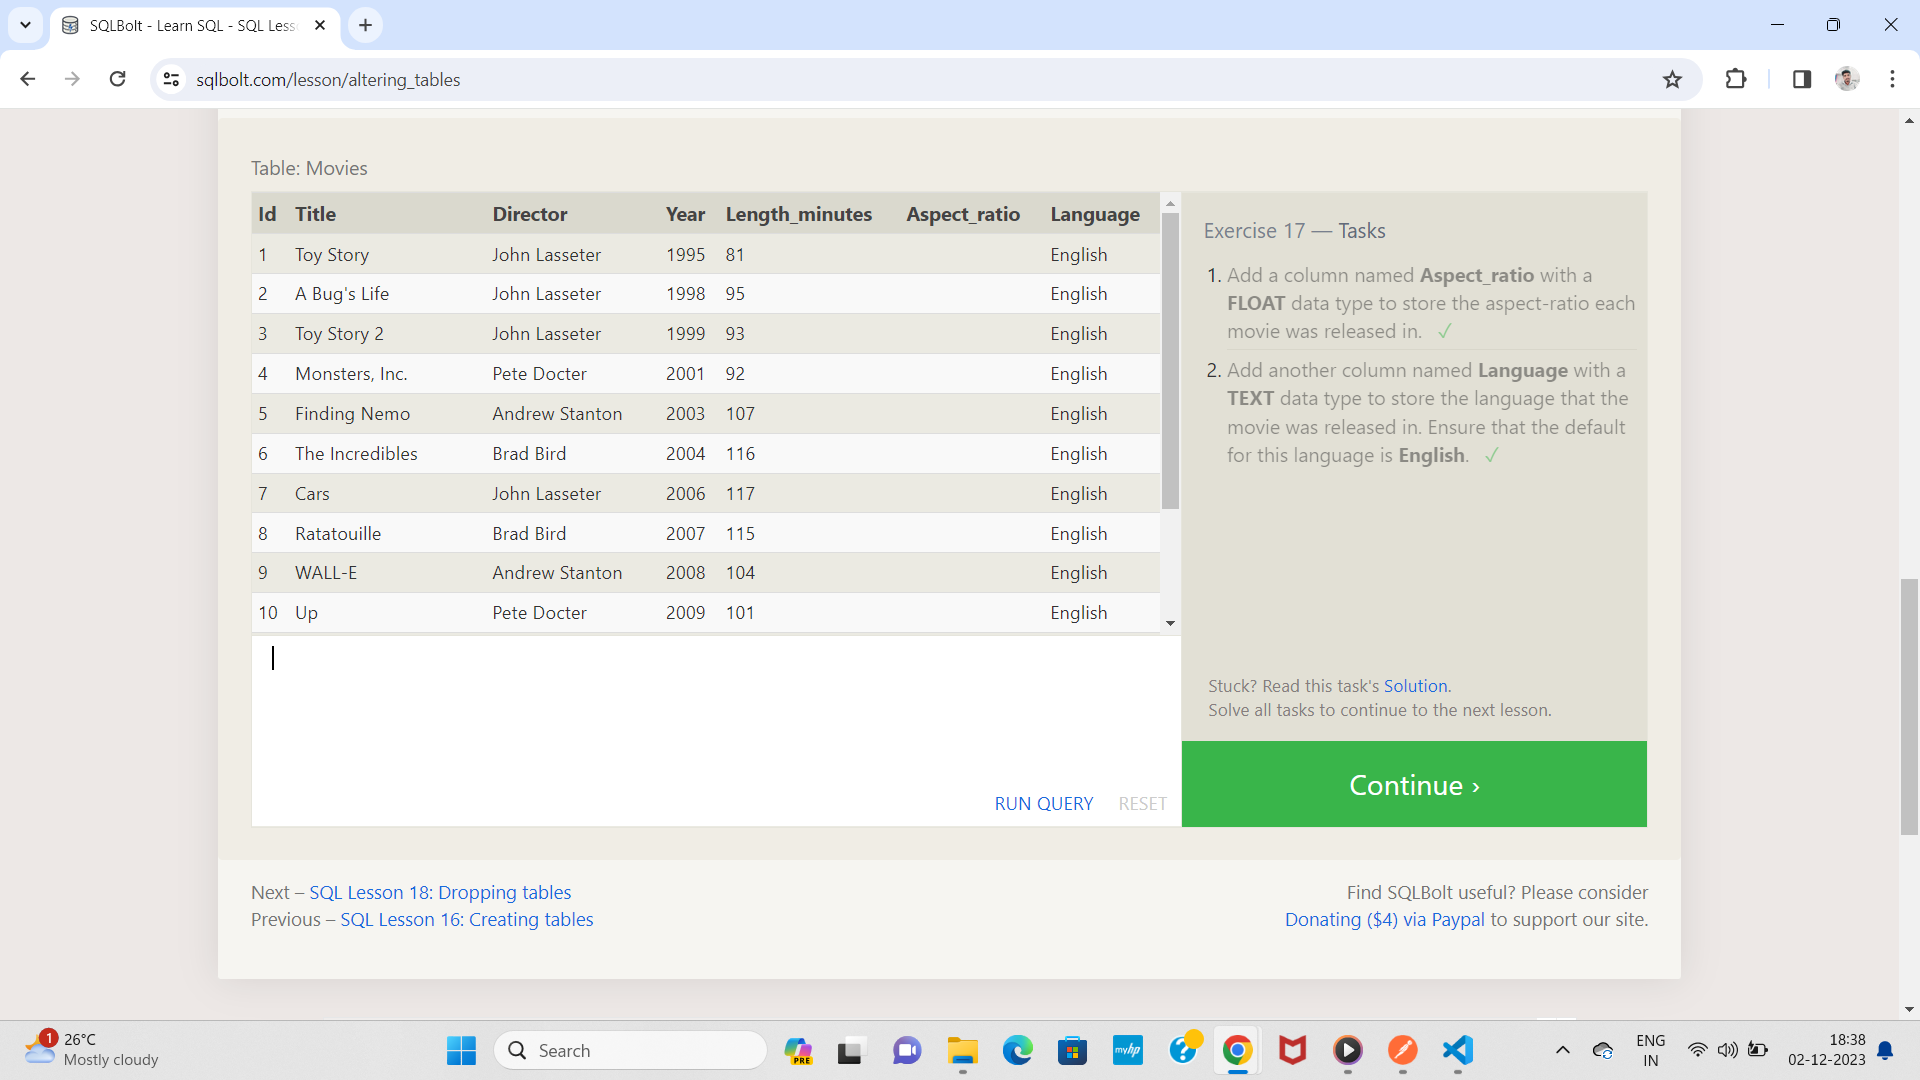 SQLBolt - Learn SQL - SQL Less
sqlbolt.com/lesson/altering_tables
Table: Movies
Id Title Director Year Length_minutes Aspect_ratio Language
1 Toy Story John Lasseter 1995 81 English
2 A Bug's Life John Lasseter 1998 95 English
3 Toy Story 2 John Lasseter 1999 93 English
4 Monsters, Inc. Pete Docter 2001 92 English
5 Finding Nemo Andrew Stanton 2003 107 English
6 The Incredibles Brad Bird 2004 116 English
7 Cars John Lasseter 2006 117 English
8 Ratatouille Brad Bird 2007 115 English
9 WALL-E Andrew Stanton 2008 104 English
10 Up Pete Docter 2009 101 English
RUN QUERY RESET
Exercise 17 — Tasks
1. Add a column named Aspect_ratio with a
FLOAT data type to store the aspect-ratio each
movie was released in. ✓
2. Add another column named Language with a
TEXT data type to store the language that the
movie was released in. Ensure that the default
for this language is English. ✓
Stuck? Read this task's Solution.
Solve all tasks to continue to the next lesson.
Continue ›
Next – SQL Lesson 18: Dropping tables
Previous – SQL Lesson 16: Creating tables
Find SQLBolt useful? Please consider
Donating ($4) via Paypal to support our site.
1
26°C
Mostly cloudy
Search
PRE
myhp
ENG
IN
18:38
02-12-2023